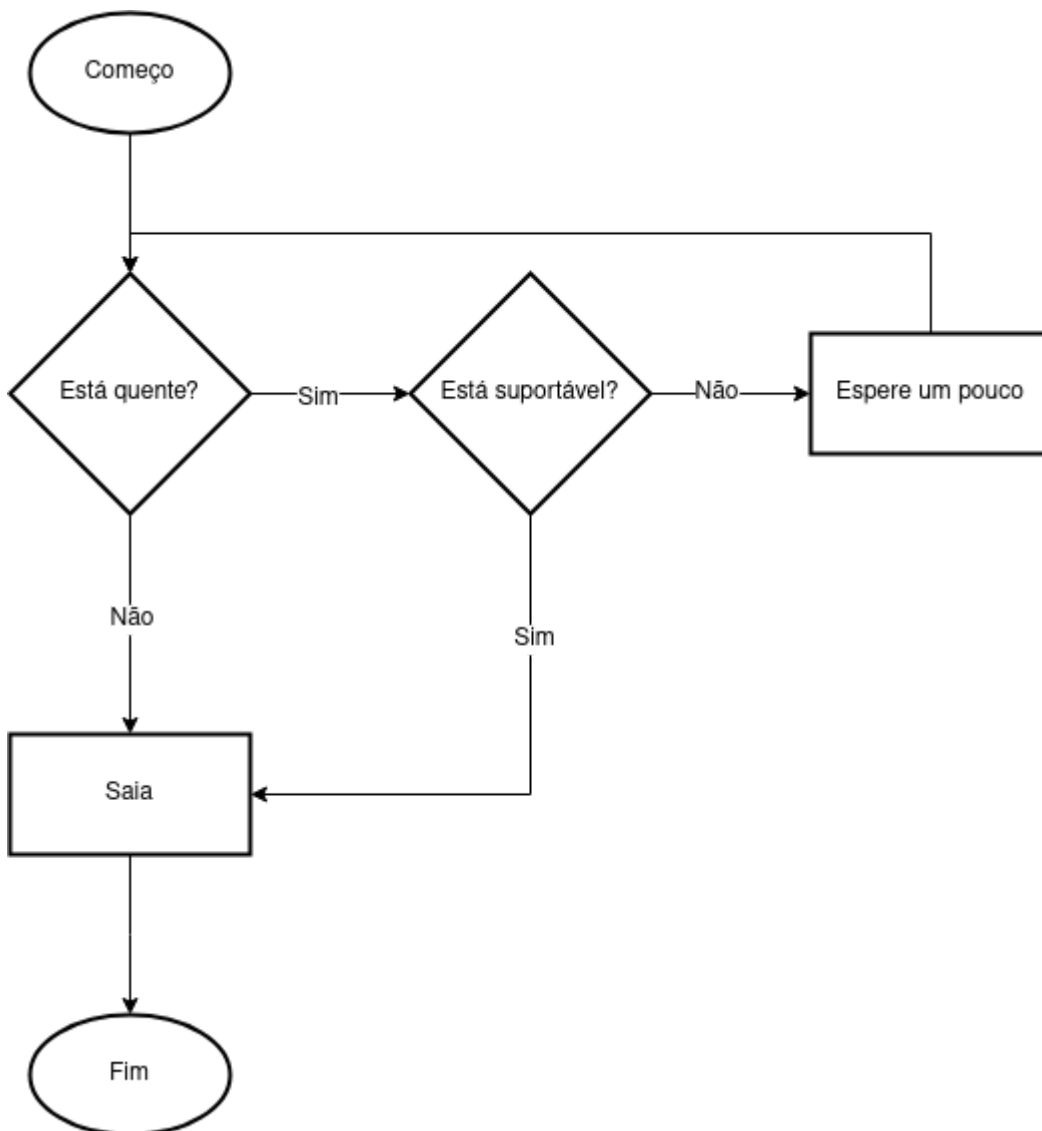 Começo
Está quente?
Sim
Está suportável?
Não
Espere um pouco
Não
Sim
Saia
Fim